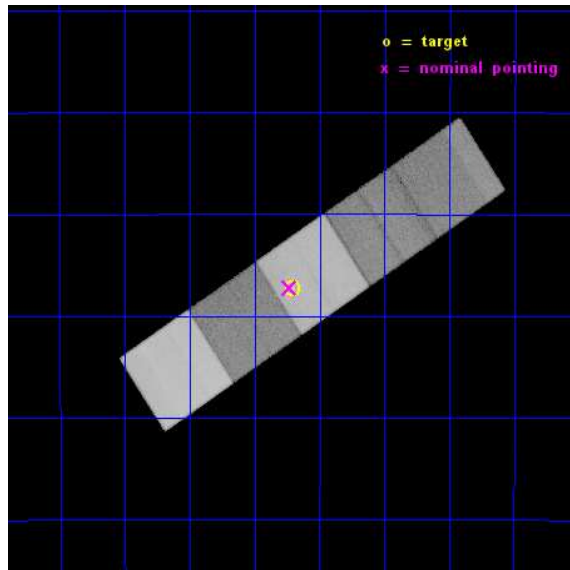 o = target
x = nominal pointing